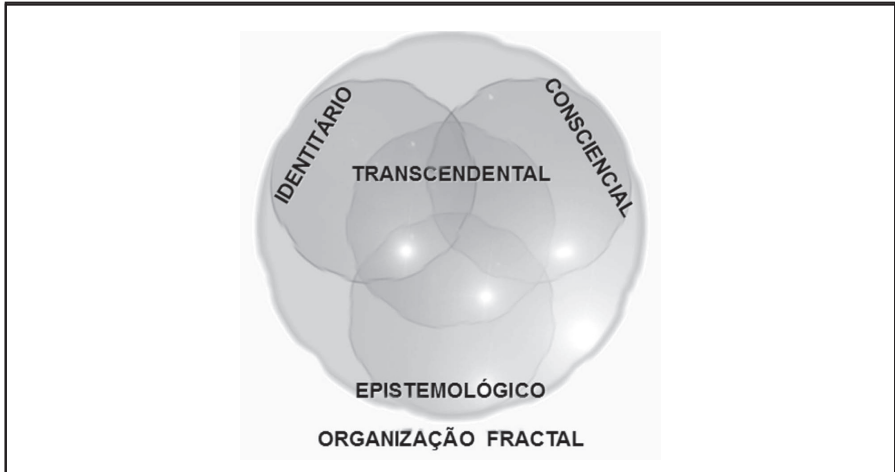 IDENTITÁRIO
CONSCIENCIAL
TRANSCENDENTAL
EPISTEMOLÓGICO
ORGANIZAÇÃO FRACTAL